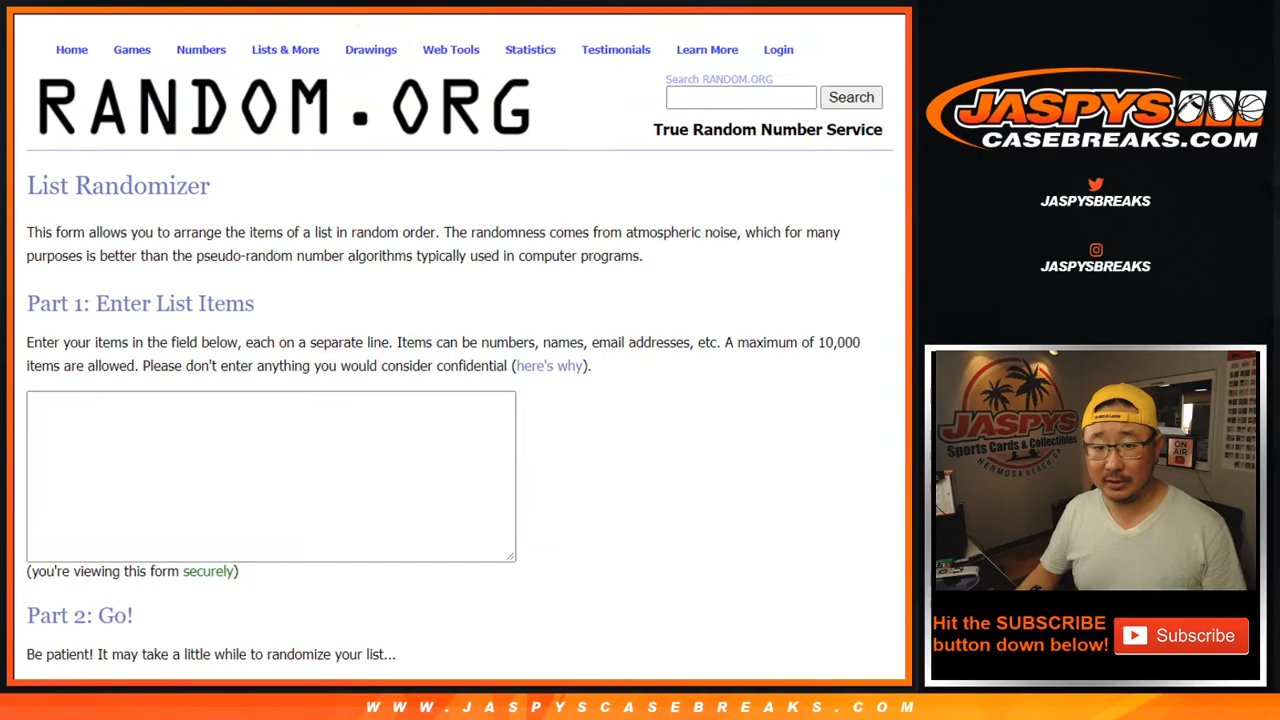 Home Games Numbers Lists & More Drawings Web Tools Statistics Testimonials Learn More Login
RANDOM.ORG
Search RANDOM.ORG
Search
True Random Number Service
List Randomizer
This form allows you to arrange the items of a list in random order. The randomness comes from atmospheric noise, which for many
purposes is better than the pseudo-random number algorithms typically used in computer programs.
Part 1: Enter List Items
Enter your items in the field below, each on a separate line. Items can be numbers, names, email addresses, etc. A maximum of 10,000
items are allowed. Please don't enter anything you would consider confidential (here's why).
(you're viewing this form securely)
Part 2: Go!
Be patient! It may take a little while to randomize your list...
JASPYS
CASEBREAKS.COM
JASPYSBREAKS
JASPYSBREAKS
JASPYS
Sports Cards & Collectibles
HERMOSA BEACH, CA
ON
AIR
Hit the SUBSCRIBE
button down below!
Subscribe
WWW.JASPYSCASEBREAKS.COM